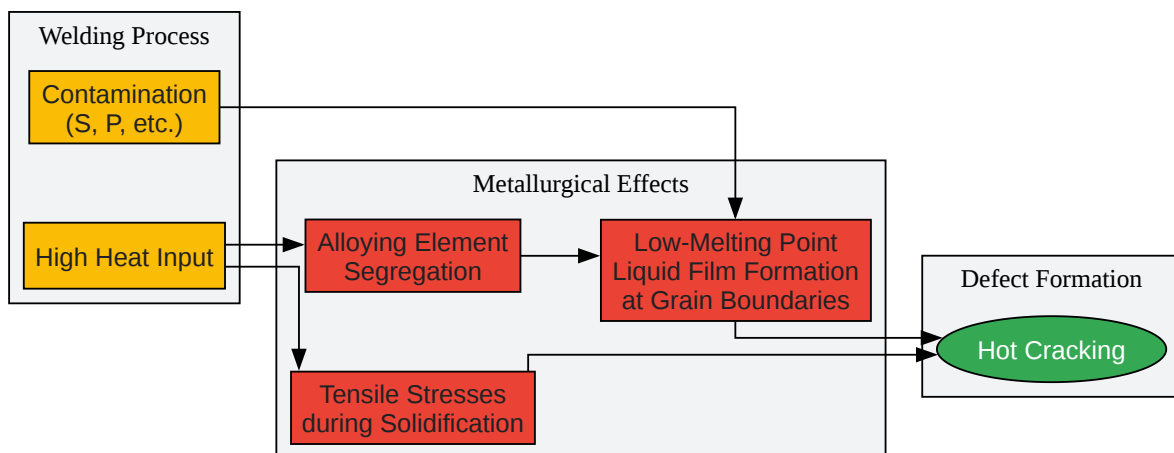 Welding Process
Contamination
(S, P, etc.)
High Heat Input
Metallurgical Effects
Alloying Element
Segregation
Low-Melting Point
Liquid Film Formation
at Grain Boundaries
Tensile Stresses
during Solidification
Defect Formation
Hot Cracking